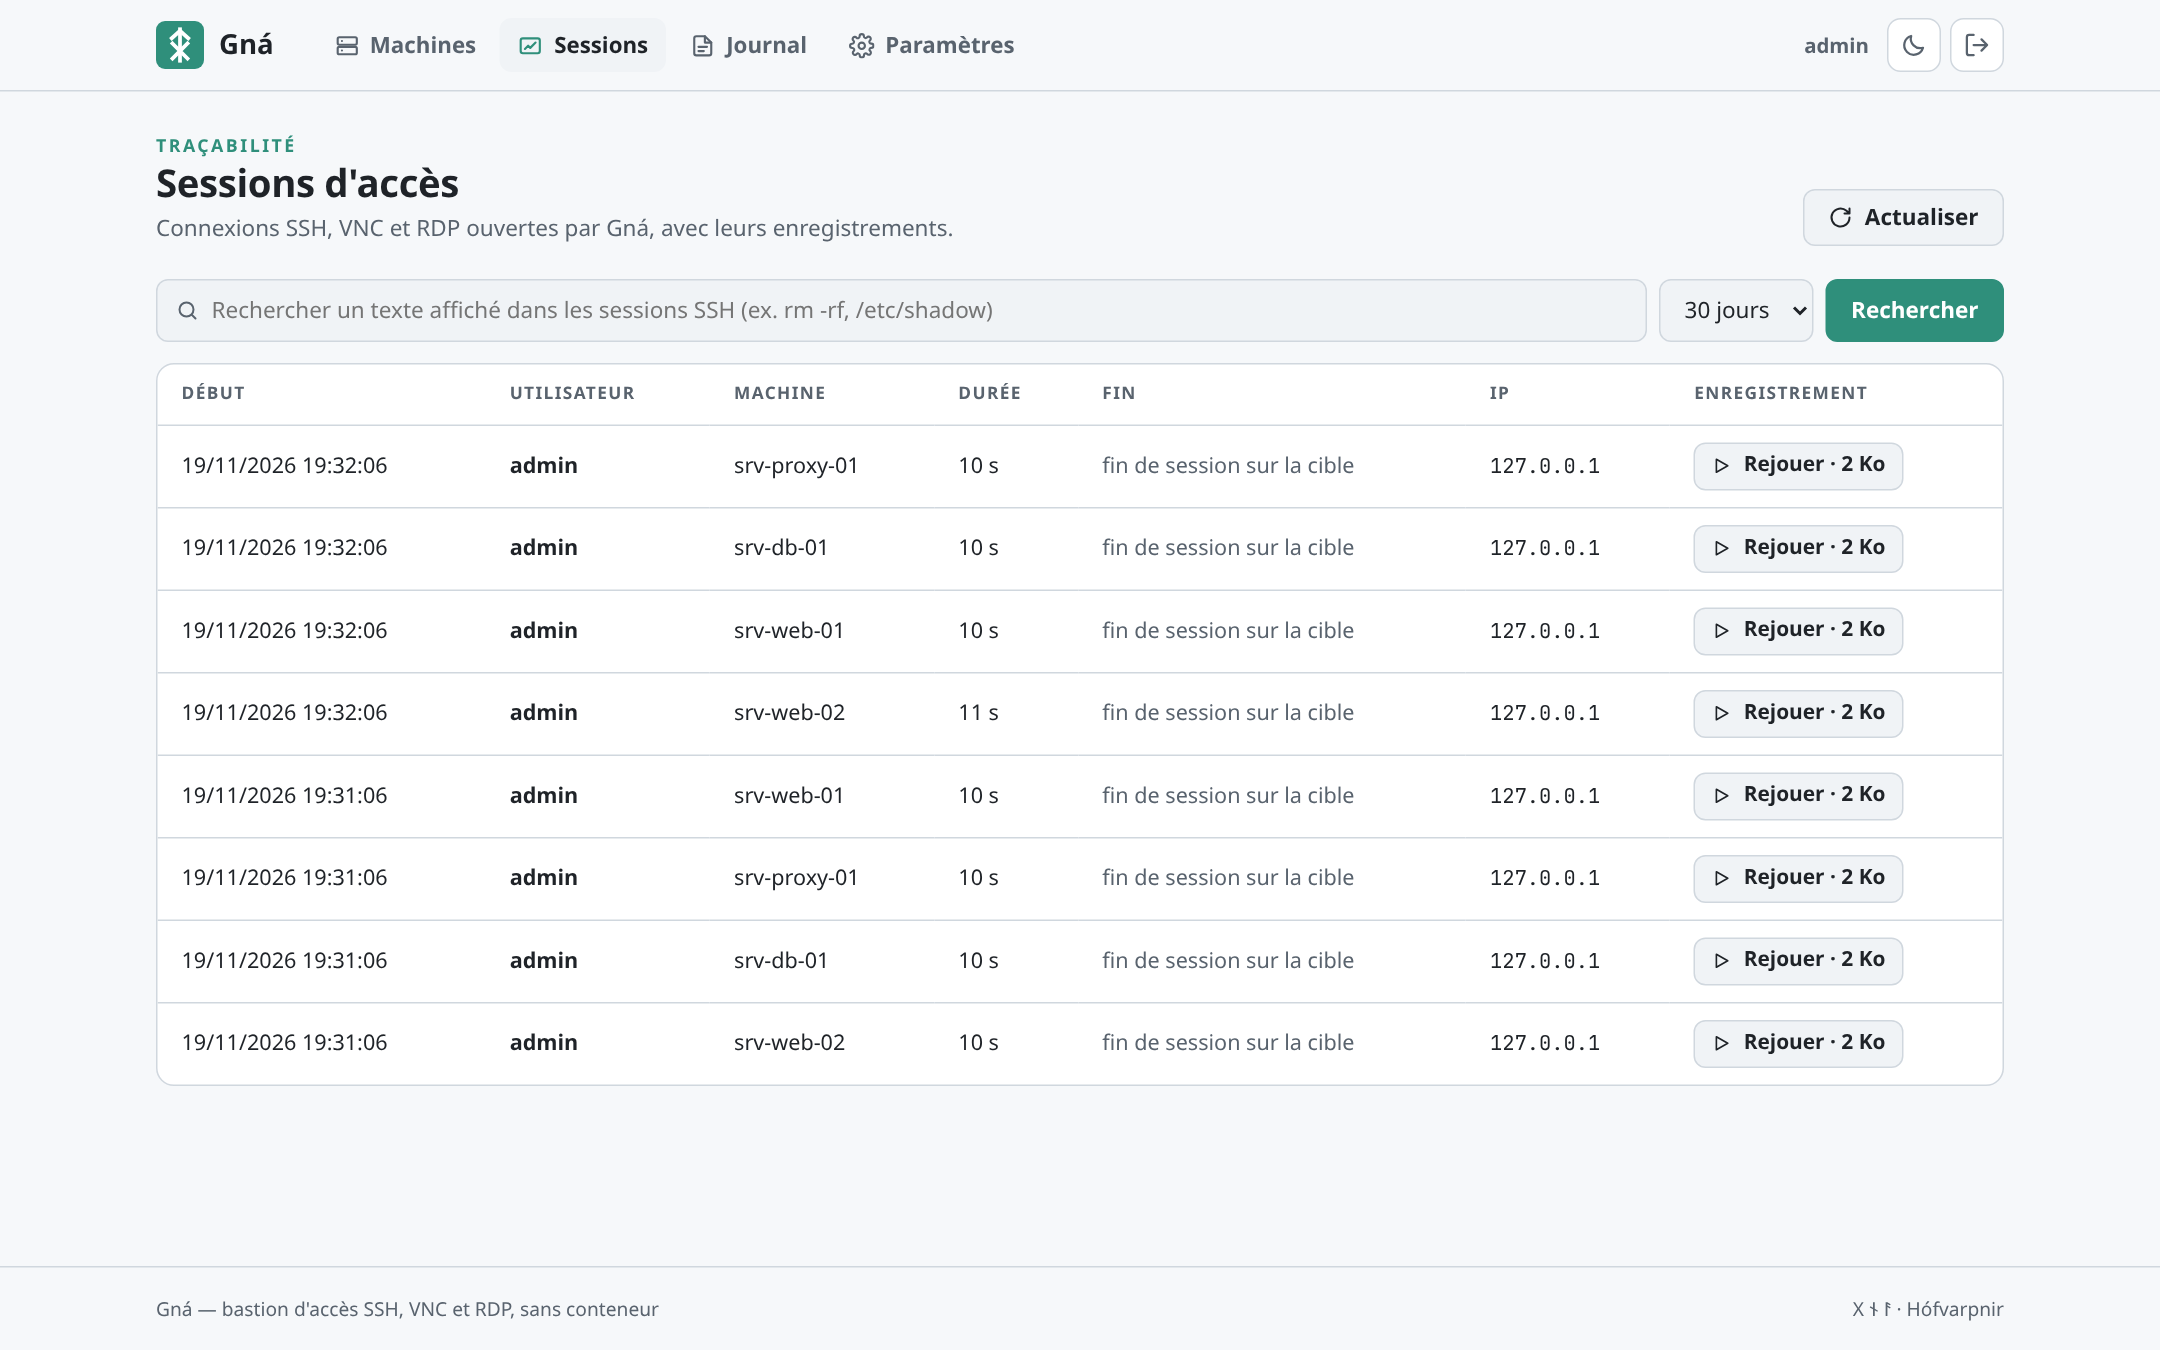 Gná Machines Sessions Journal Paramètres admin
TRAÇABILITÉ
Sessions d'accès
Connexions SSH, VNC et RDP ouvertes par Gná, avec leurs enregistrements.
Actualiser
Rechercher un texte affiché dans les sessions SSH (ex. rm -rf, /etc/shadow) 30 jours Rechercher
DÉBUT UTILISATEUR MACHINE DURÉE FIN IP ENREGISTREMENT
19/11/2026 19:32:06 admin srv-proxy-01 10 s fin de session sur la cible 127.0.0.1 Rejouer · 2 Ko
19/11/2026 19:32:06 admin srv-db-01 10 s fin de session sur la cible 127.0.0.1 Rejouer · 2 Ko
19/11/2026 19:32:06 admin srv-web-01 10 s fin de session sur la cible 127.0.0.1 Rejouer · 2 Ko
19/11/2026 19:32:06 admin srv-web-02 11 s fin de session sur la cible 127.0.0.1 Rejouer · 2 Ko
19/11/2026 19:31:06 admin srv-web-01 10 s fin de session sur la cible 127.0.0.1 Rejouer · 2 Ko
19/11/2026 19:31:06 admin srv-proxy-01 10 s fin de session sur la cible 127.0.0.1 Rejouer · 2 Ko
19/11/2026 19:31:06 admin srv-db-01 10 s fin de session sur la cible 127.0.0.1 Rejouer · 2 Ko
19/11/2026 19:31:06 admin srv-web-02 10 s fin de session sur la cible 127.0.0.1 Rejouer · 2 Ko
Gná — bastion d'accès SSH, VNC et RDP, sans conteneur
ᚷ ᚾ ᚨ · Hófvarpnir